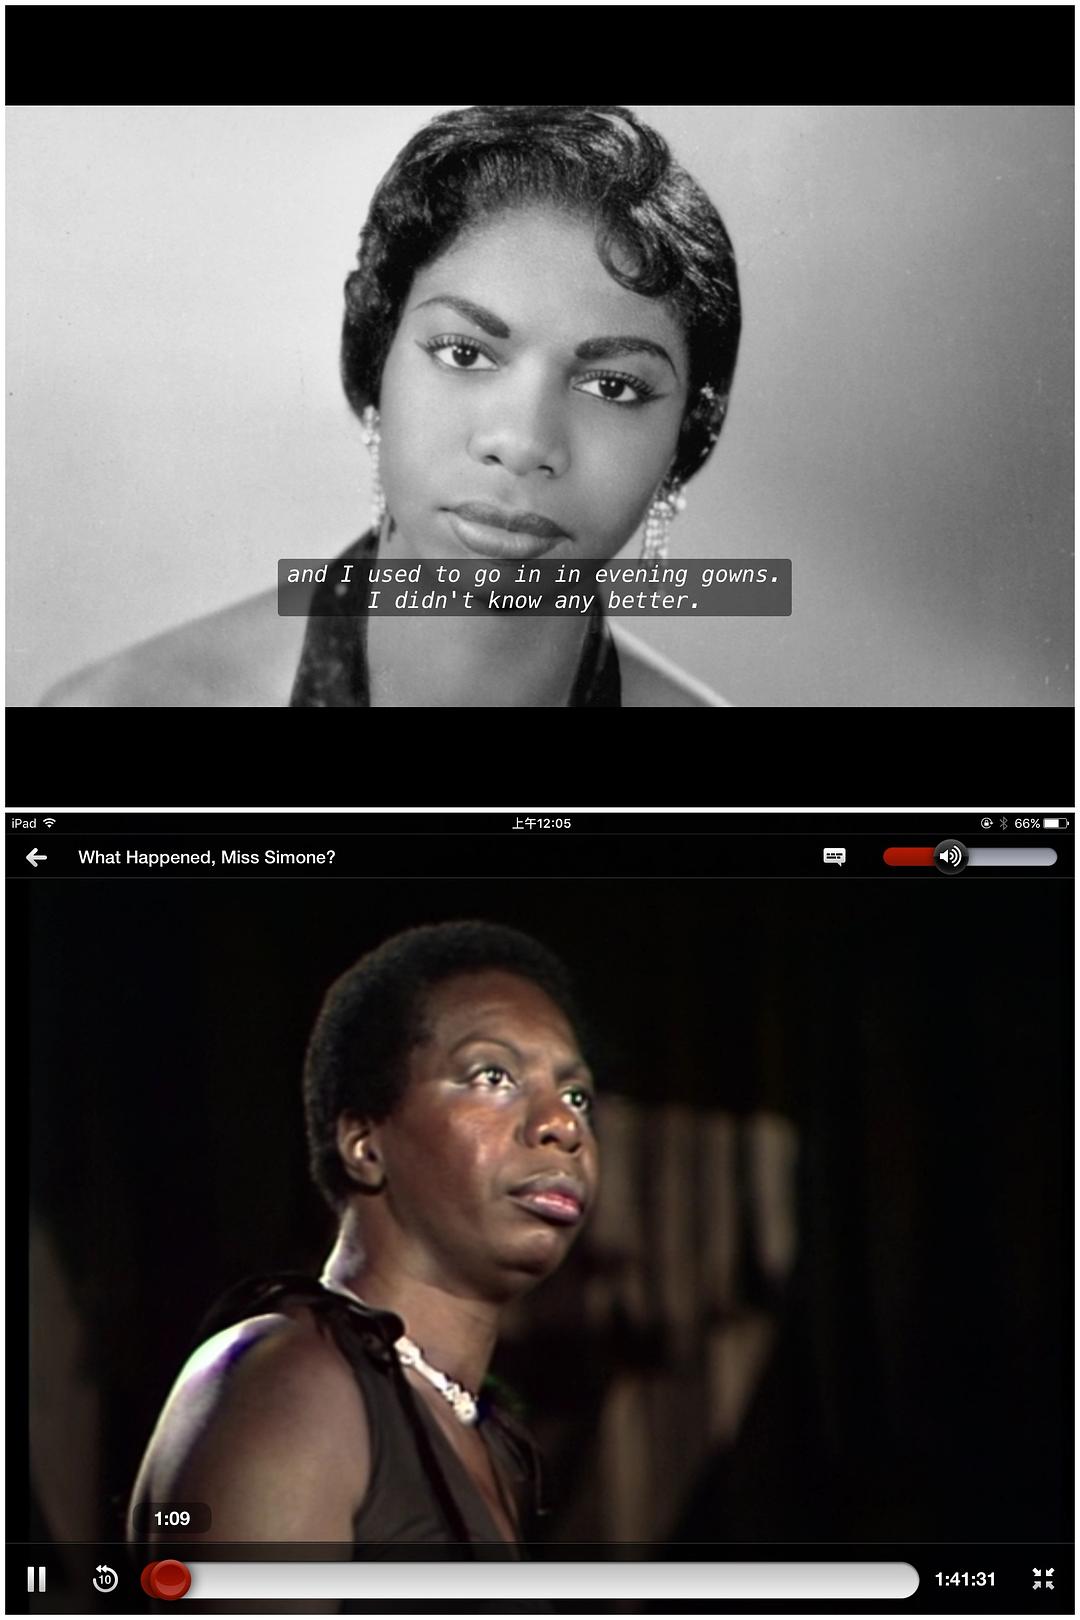 and I used to go in in evening gowns.
I didn't know any better.
iPad 上午12:05 66%
What Happened, Miss Simone?
1:09
10 1:41:31